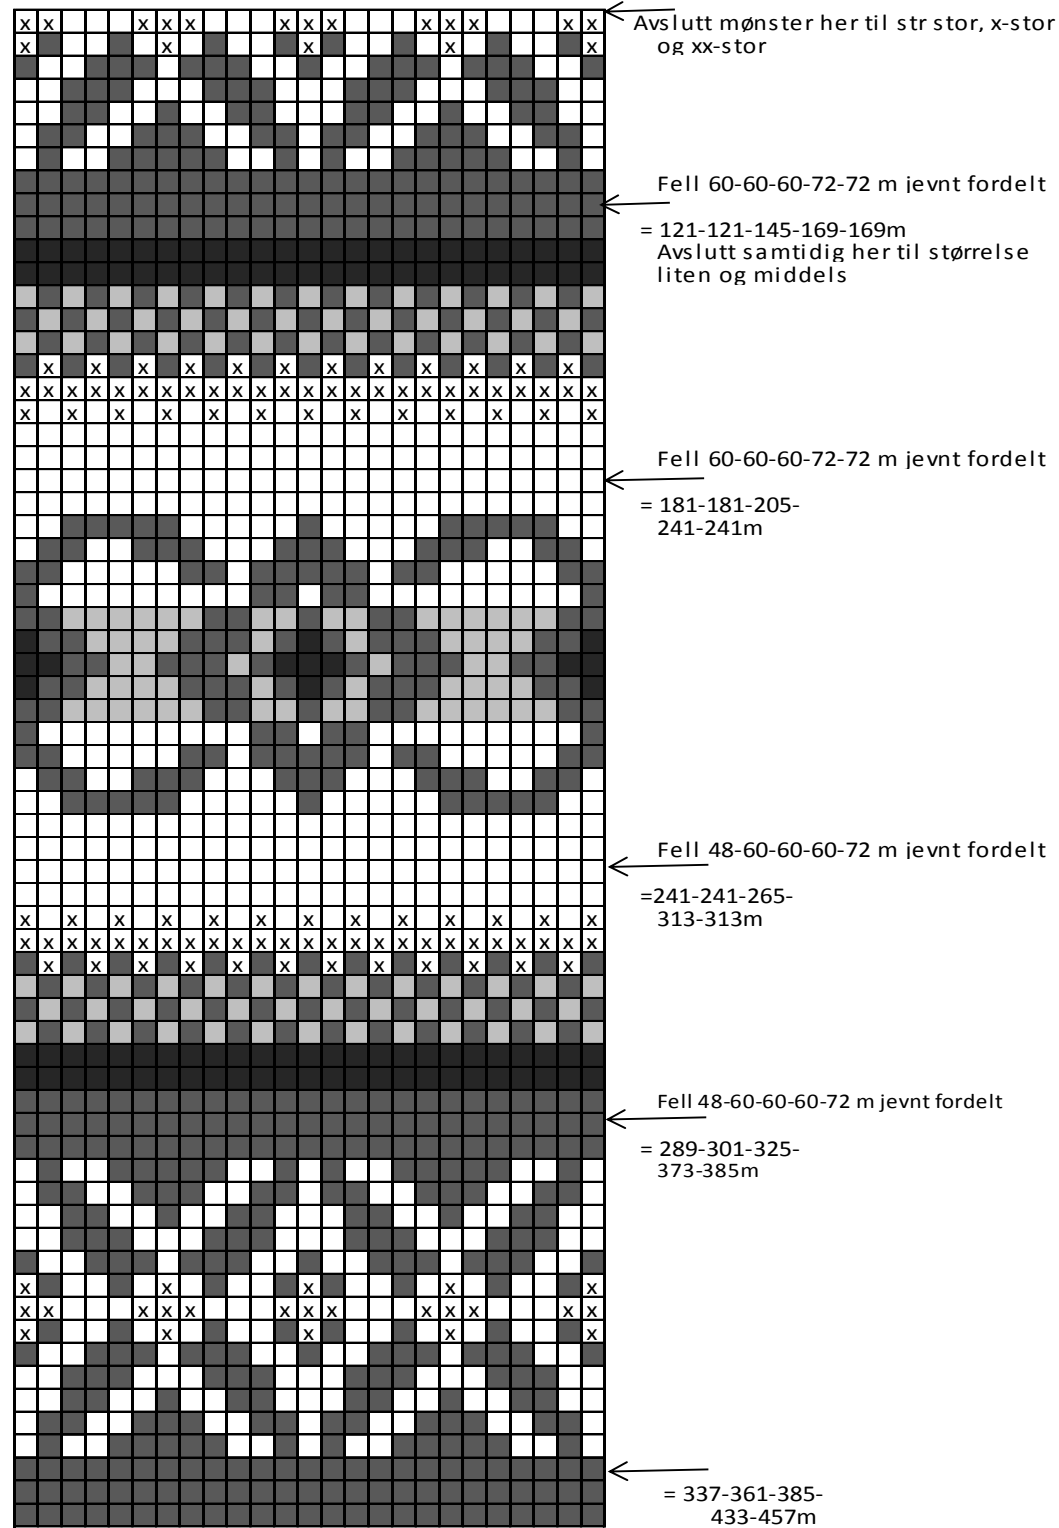 Avslutt mønster her til str stor, x-stor
og xx-stor
Fell 60-60-60-72-72 m jevnt fordelt
= 121-121-145-169-169m
Avslutt samtidig her til størrelse
liten og middels
Fell 60-60-60-72-72 m jevnt fordelt
= 181-181-205-
241-241m
Fell 48-60-60-60-72 m jevnt fordelt
=241-241-265-
313-313m
Fell 48-60-60-60-72 m jevnt fordelt
= 289-301-325-
373-385m
= 337-361-385-
433-457m